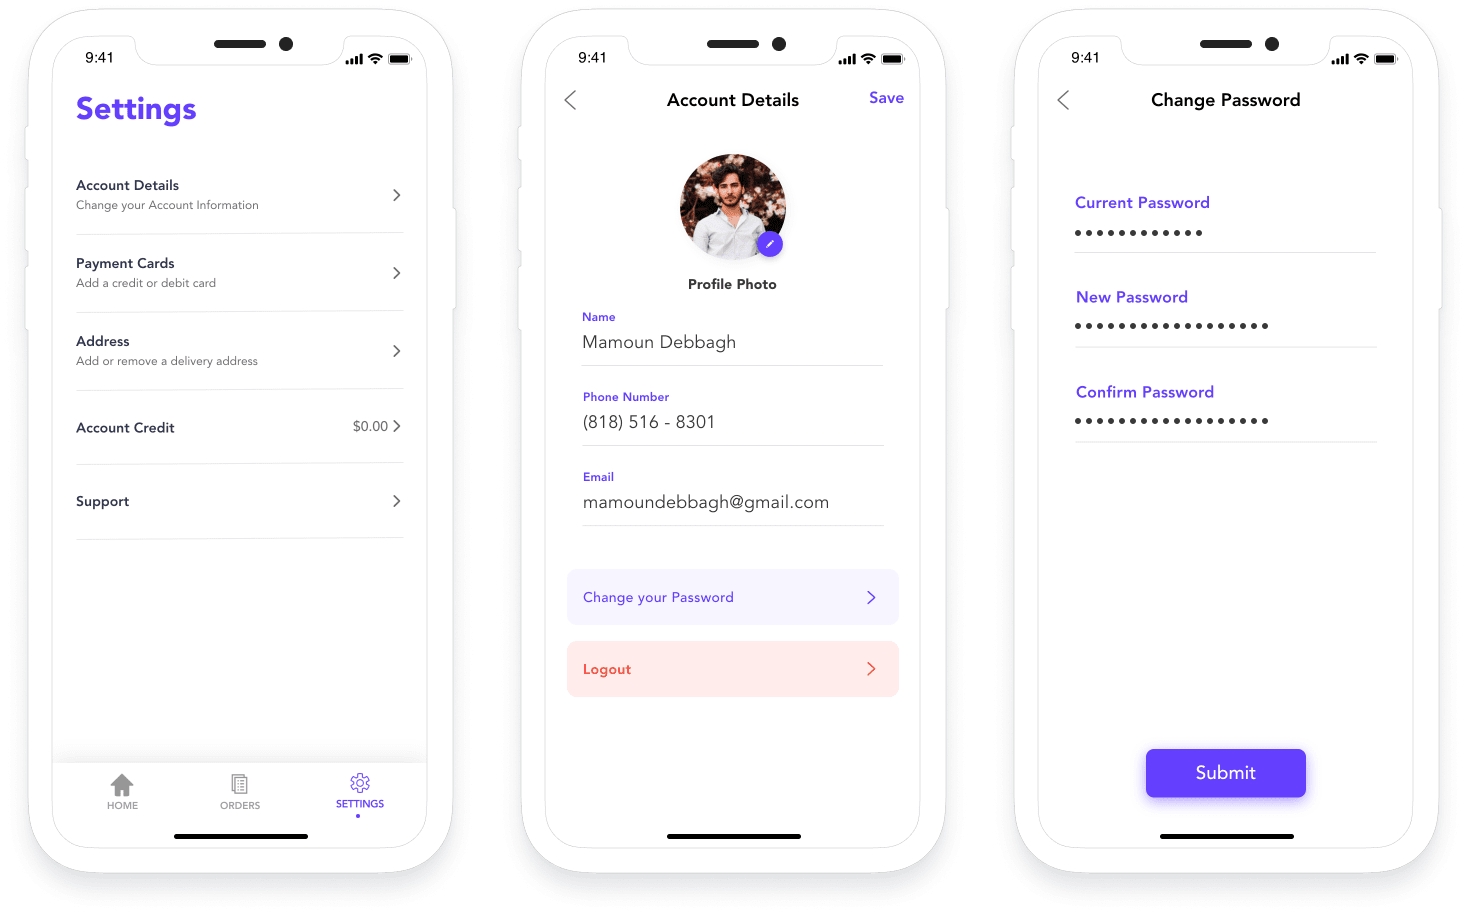 9:41
Settings
Account Details
Change your Account Information
Payment Cards
Add a credit or debit card
Address
Add or remove a delivery address
Account Credit $0.00
Support
HOME ORDERS SETTINGS
9:41
Account Details Save
Profile Photo
Name
Mamoun Debbagh
Phone Number
(818) 516 - 8301
Email
mamoundebbagh@gmail.com
Change your Password
Logout
9:41
Change Password
Current Password
••••••••••••
New Password
••••••••••••••••••
Confirm Password
••••••••••••••••••
Submit